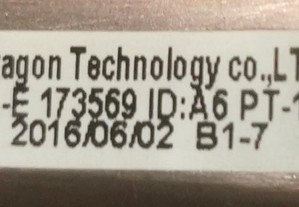 agon Technology co.,LT
-E 173569 ID:A6 PT-1
2016/06/02 B1-7